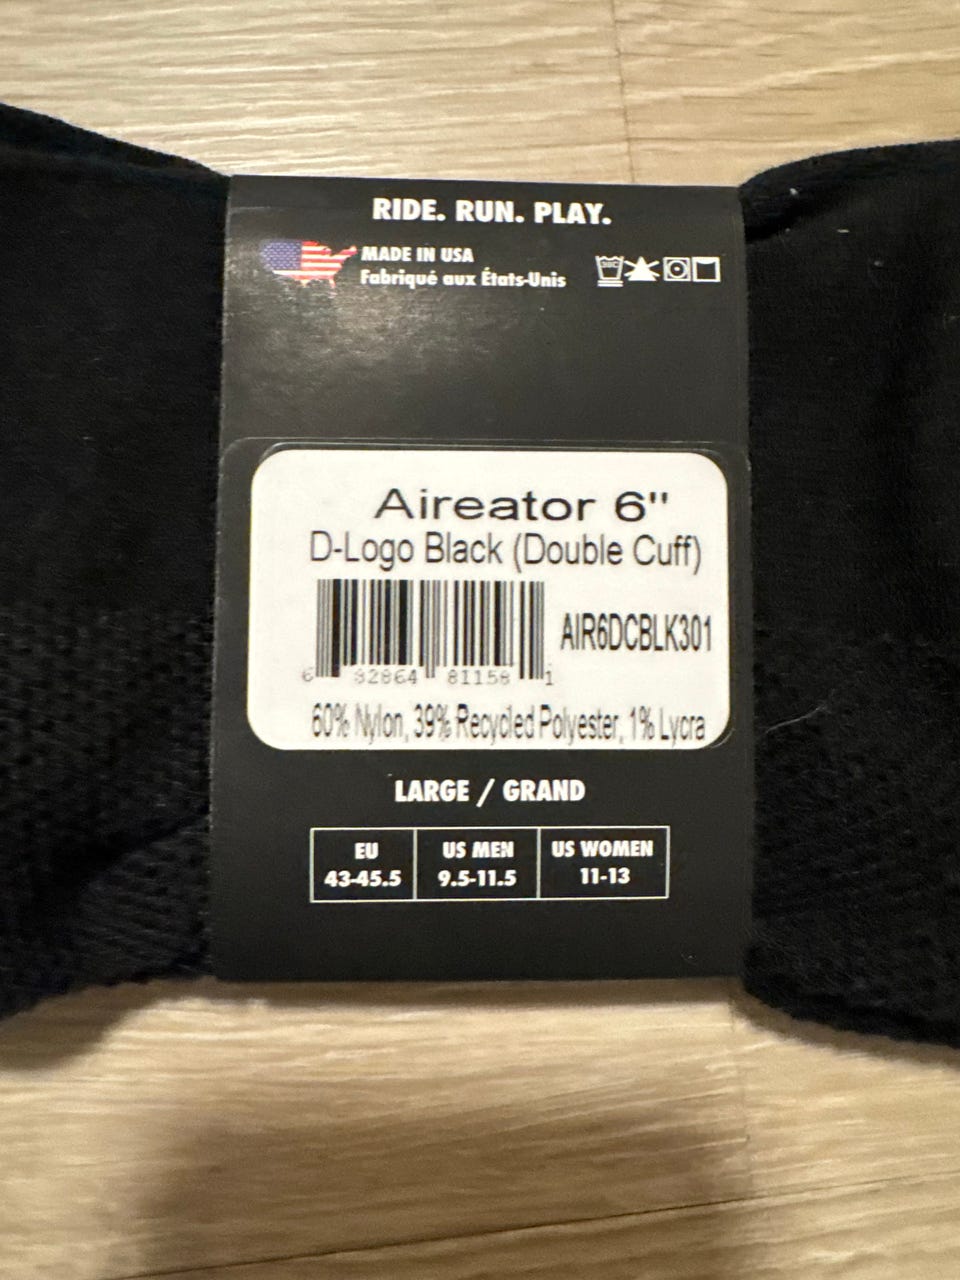 RIDE. RUN. PLAY.
MADE IN USA
Fabriqué aux États-Unis
30C
Aireator 6"
D-Logo Black (Double Cuff)
AIR6DCBLK301
6 92864 81158 1
60% Nylon, 39% Recycled Polyester, 1% Lycra
LARGE / GRAND
EU US MEN US WOMEN
43-45.5 9.5-11.5 11-13